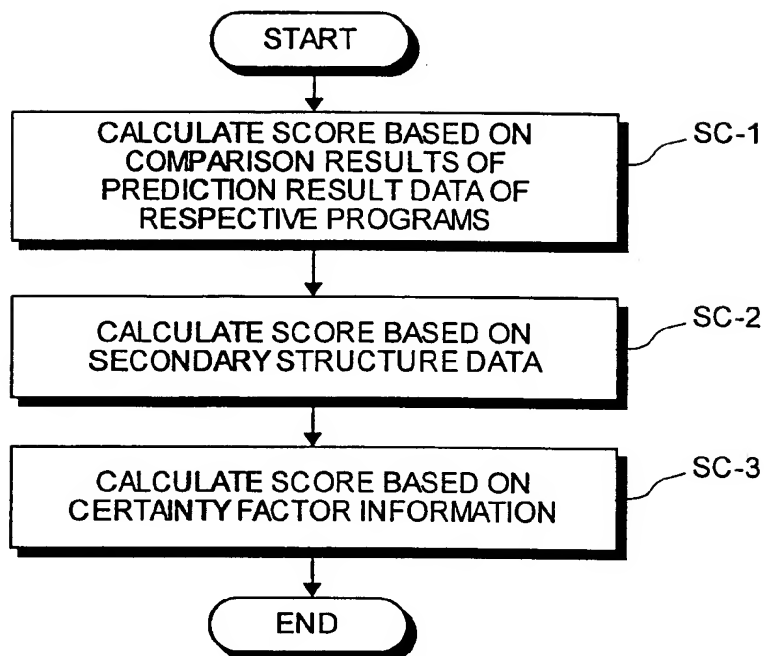 START
CALCULATE SCORE BASED ON
COMPARISON RESULTS OF
PREDICTION RESULT DATA OF
RESPECTIVE PROGRAMS
SC-1
CALCULATE SCORE BASED ON
SECONDARY STRUCTURE DATA
SC-2
CALCULATE SCORE BASED ON
CERTAINTY FACTOR INFORMATION
SC-3
END